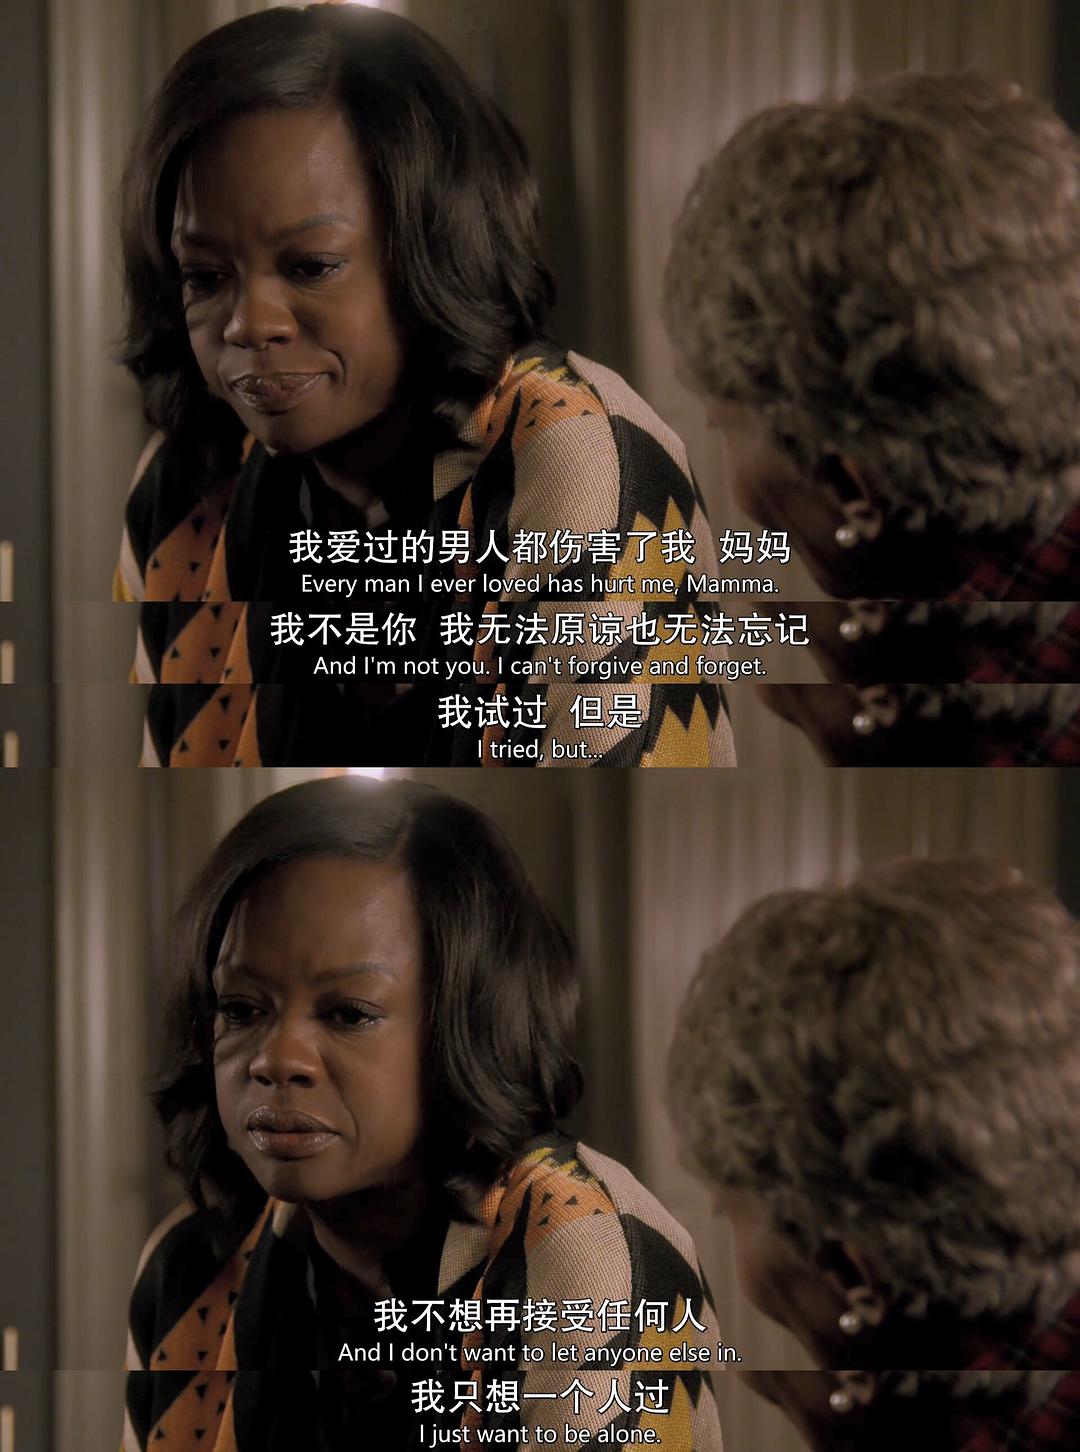 我爱过的男人都伤害了我 妈妈
Every man I ever loved has hurt me, Mamma.
我不是你 我无法原谅也无法忘记
And I'm not you. I can't forgive and forget.
我试过 但是
I tried, but...
我不想再接受任何人
And I don't want to let anyone else in.
我只想一个人过
I just want to be alone.